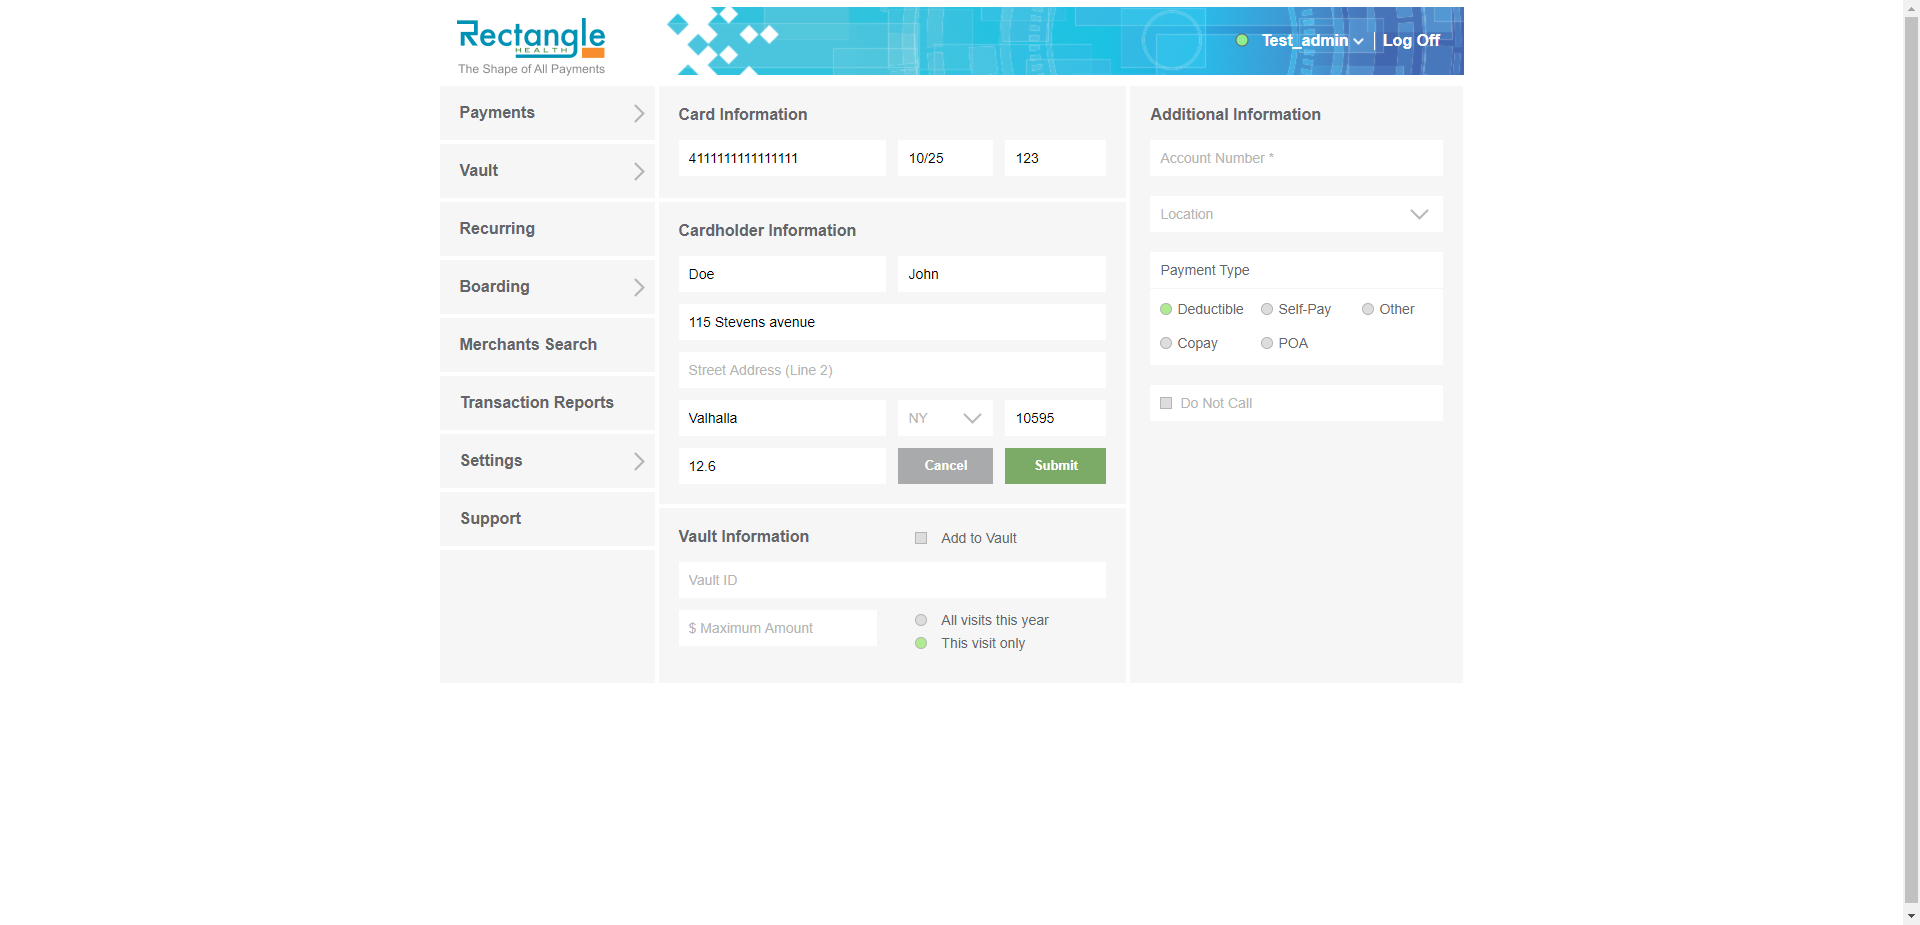 Rectangle
HEALTH
The Shape of All Payments
Test_admin | Log Off
Payments
Vault
Recurring
Boarding
Merchants Search
Transaction Reports
Settings
Support
Card Information
4111111111111111
10/25
123
Cardholder Information
Doe
John
115 Stevens avenue
Street Address (Line 2)
Valhalla
NY
10595
12.6
Cancel
Submit
Vault Information
Add to Vault
Vault ID
$ Maximum Amount
All visits this year
This visit only
Additional Information
Account Number *
Location
Payment Type
Deductible
Self-Pay
Other
Copay
POA
Do Not Call